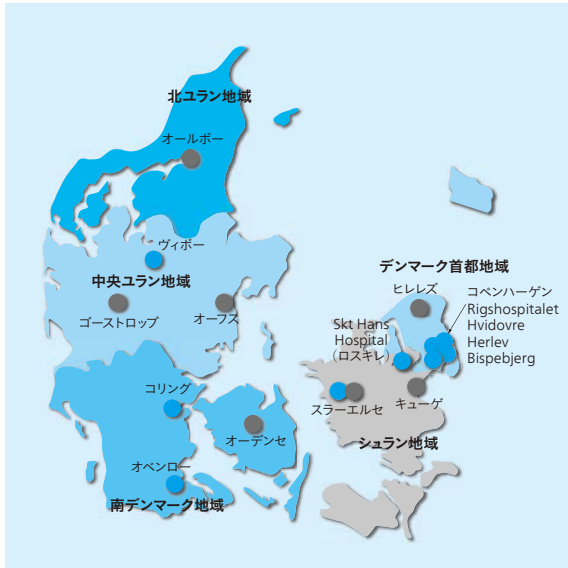 北ユラン地域
オールボー
ヴィボー
中央ユラン地域
ゴーストロップ
オーフス
デンマーク首都地域
ヒレレズ
コペンハーゲン
Rigshospitalet
Hvidovre
Herlev
Bispebjerg
Skt Hans
Hospital
（ロスキレ）
コリング
オーデンセ
スラーエルセ
キューゲ
シュラン地域
オベンロー
南デンマーク地域